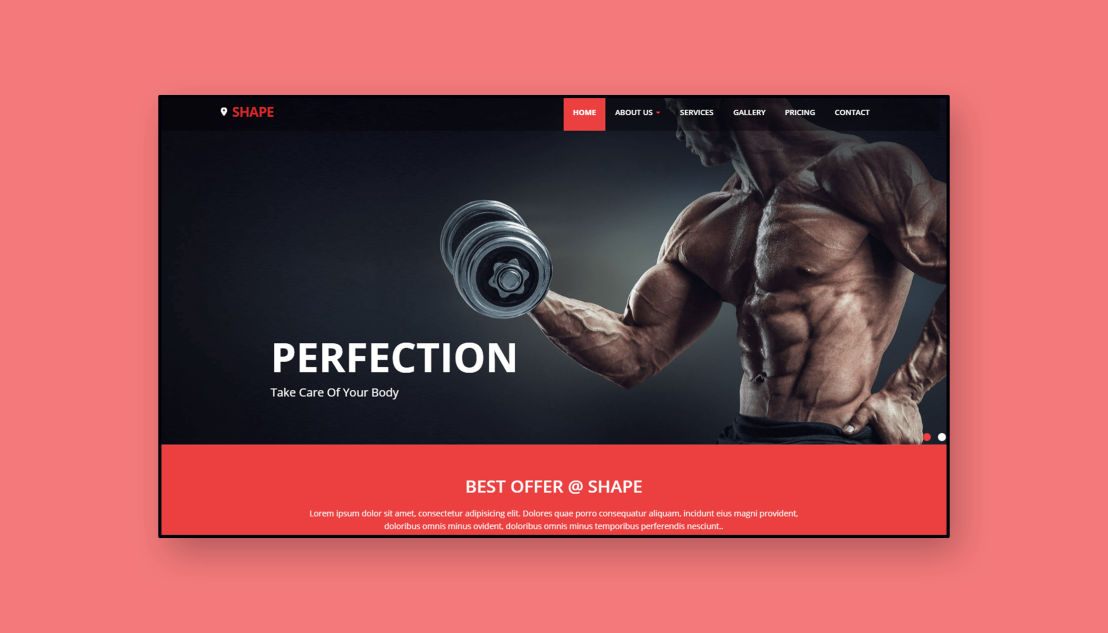 SHAPE
HOME ABOUT US SERVICES GALLERY PRICING CONTACT
PERFECTION
Take Care Of Your Body
BEST OFFER @ SHAPE
Lorem ipsum dolor sit amet, consectetur adipisicing elit. Dolores quae porro consequatur aliquam, incidunt eius magni provident,
doloribus omnis minus ovident, doloribus omnis minus temporibus perferendis nesciunt..